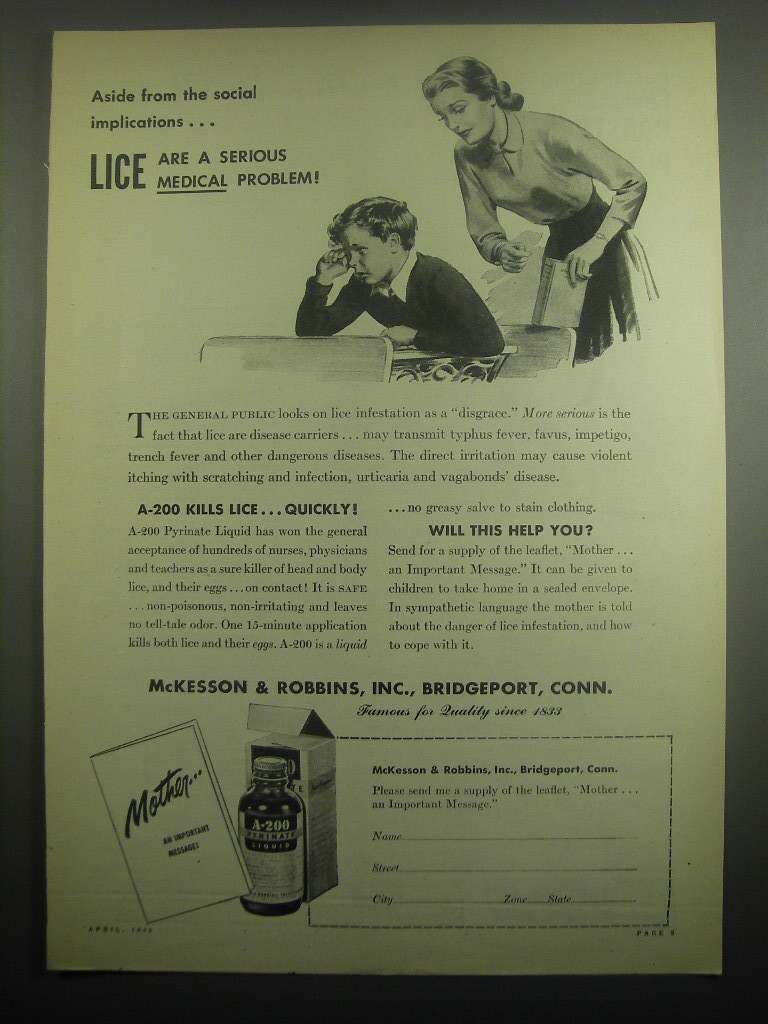 Aside from the social
implications . . .
LICE ARE A SERIOUS
MEDICAL PROBLEM!
THE GENERAL PUBLIC looks on lice infestation as a “disgrace.” More serious is the
fact that lice are disease carriers . . . may transmit typhus fever, favus, impetigo,
trench fever and other dangerous diseases. The direct irritation may cause violent
itching with scratching and infection, urticaria and vagabonds’ disease.
A-200 KILLS LICE . . . QUICKLY!
A-200 Pyrinate Liquid has won the general
acceptance of hundreds of nurses, physicians
and teachers as a sure killer of head and body
lice, and their eggs . . . on contact! It is SAFE
. . . non-poisonous, non-irritating and leaves
no tell-tale odor. One 15-minute application
kills both lice and their eggs. A-200 is a liquid
. . . no greasy salve to stain clothing.
WILL THIS HELP YOU?
Send for a supply of the leaflet, “Mother . . .
an Important Message.” It can be given to
children to take home in a sealed envelope.
In sympathetic language the mother is told
about the danger of lice infestation, and how
to cope with it.
McKESSON & ROBBINS, INC., BRIDGEPORT, CONN.
Famous for Quality since 1833
Mother...
AN IMPORTANT
MESSAGE!
A-200
PYRINATE
LIQUID
McKesson & Robbins, Inc., Bridgeport, Conn.
Please send me a supply of the leaflet, “Mother . . .
an Important Message.”
Name
Street
City Zone State
APRIL,
PAGE